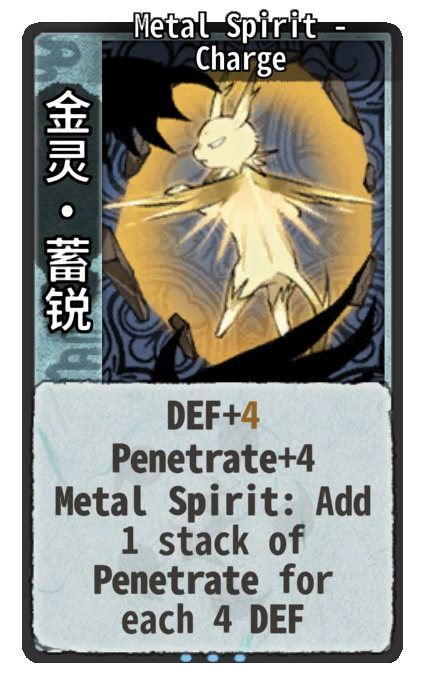 Metal Spirit -
Charge
金灵·蓄锐
DEF+4
Penetrate+4
Metal Spirit: Add
1 stack of
Penetrate for
each 4 DEF